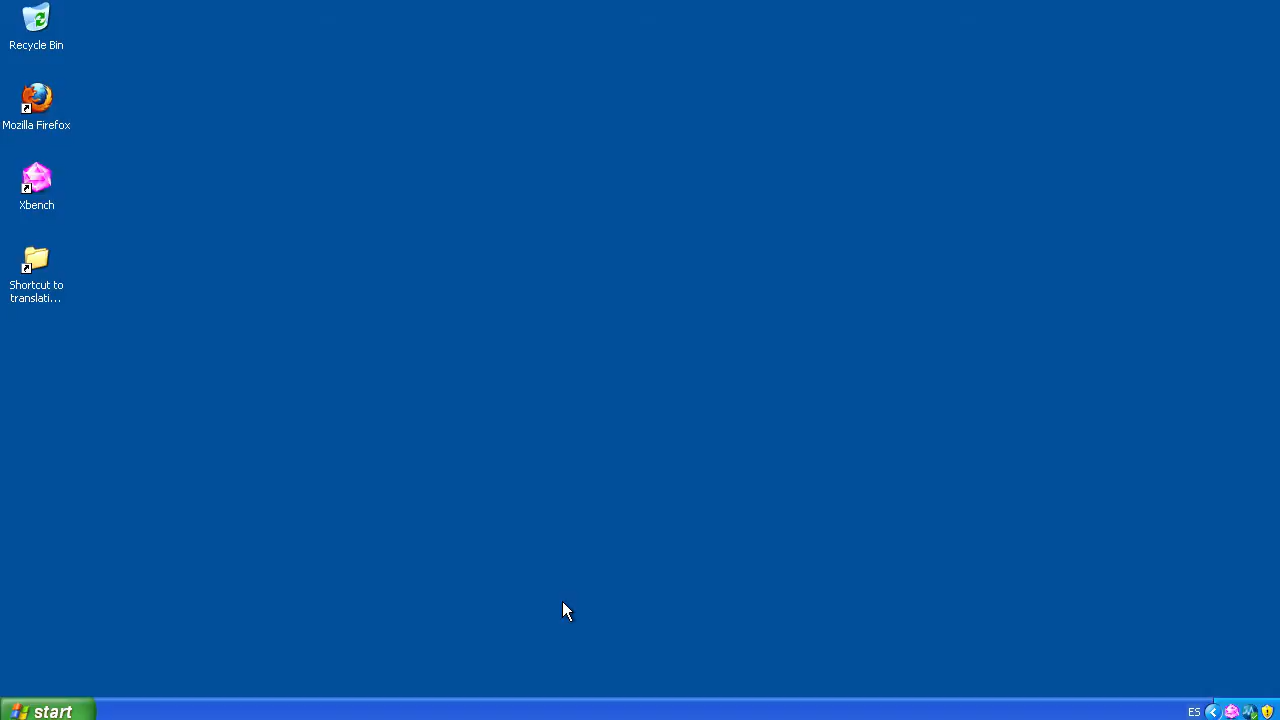 Recycle Bin
Mozilla Firefox
Xbench
Shortcut to
translati...
start
ES